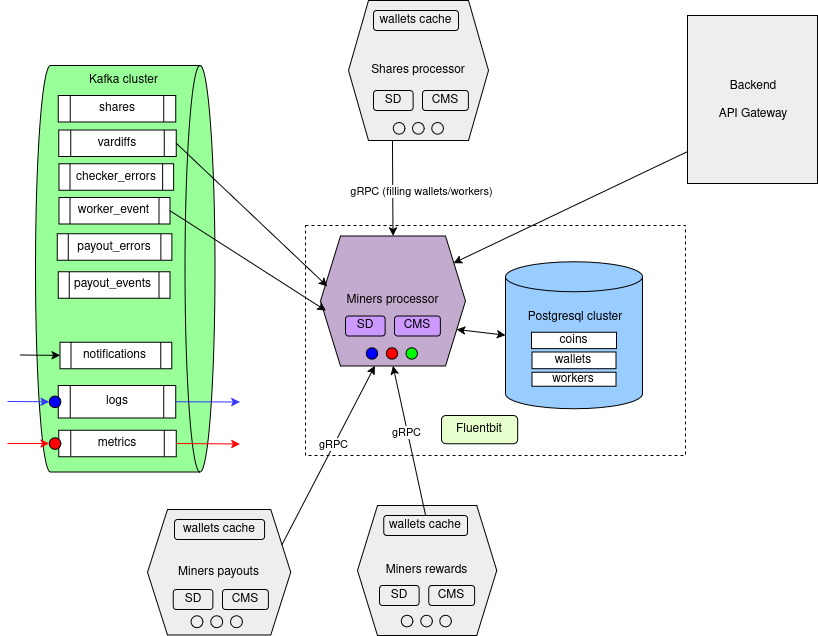 wallets cache
Shares processor
SD
CMS
Backend
API Gateway
Kafka cluster
shares
vardiffs
checker_errors
worker_event
payout_errors
payout_events
notifications
logs
metrics
gRPC (filling wallets/workers)
Miners processor
SD
CMS
Postgresql cluster
coins
wallets
workers
Fluentbit
gRPC
gRPC
wallets cache
Miners payouts
SD
CMS
wallets cache
Miners rewards
SD
CMS